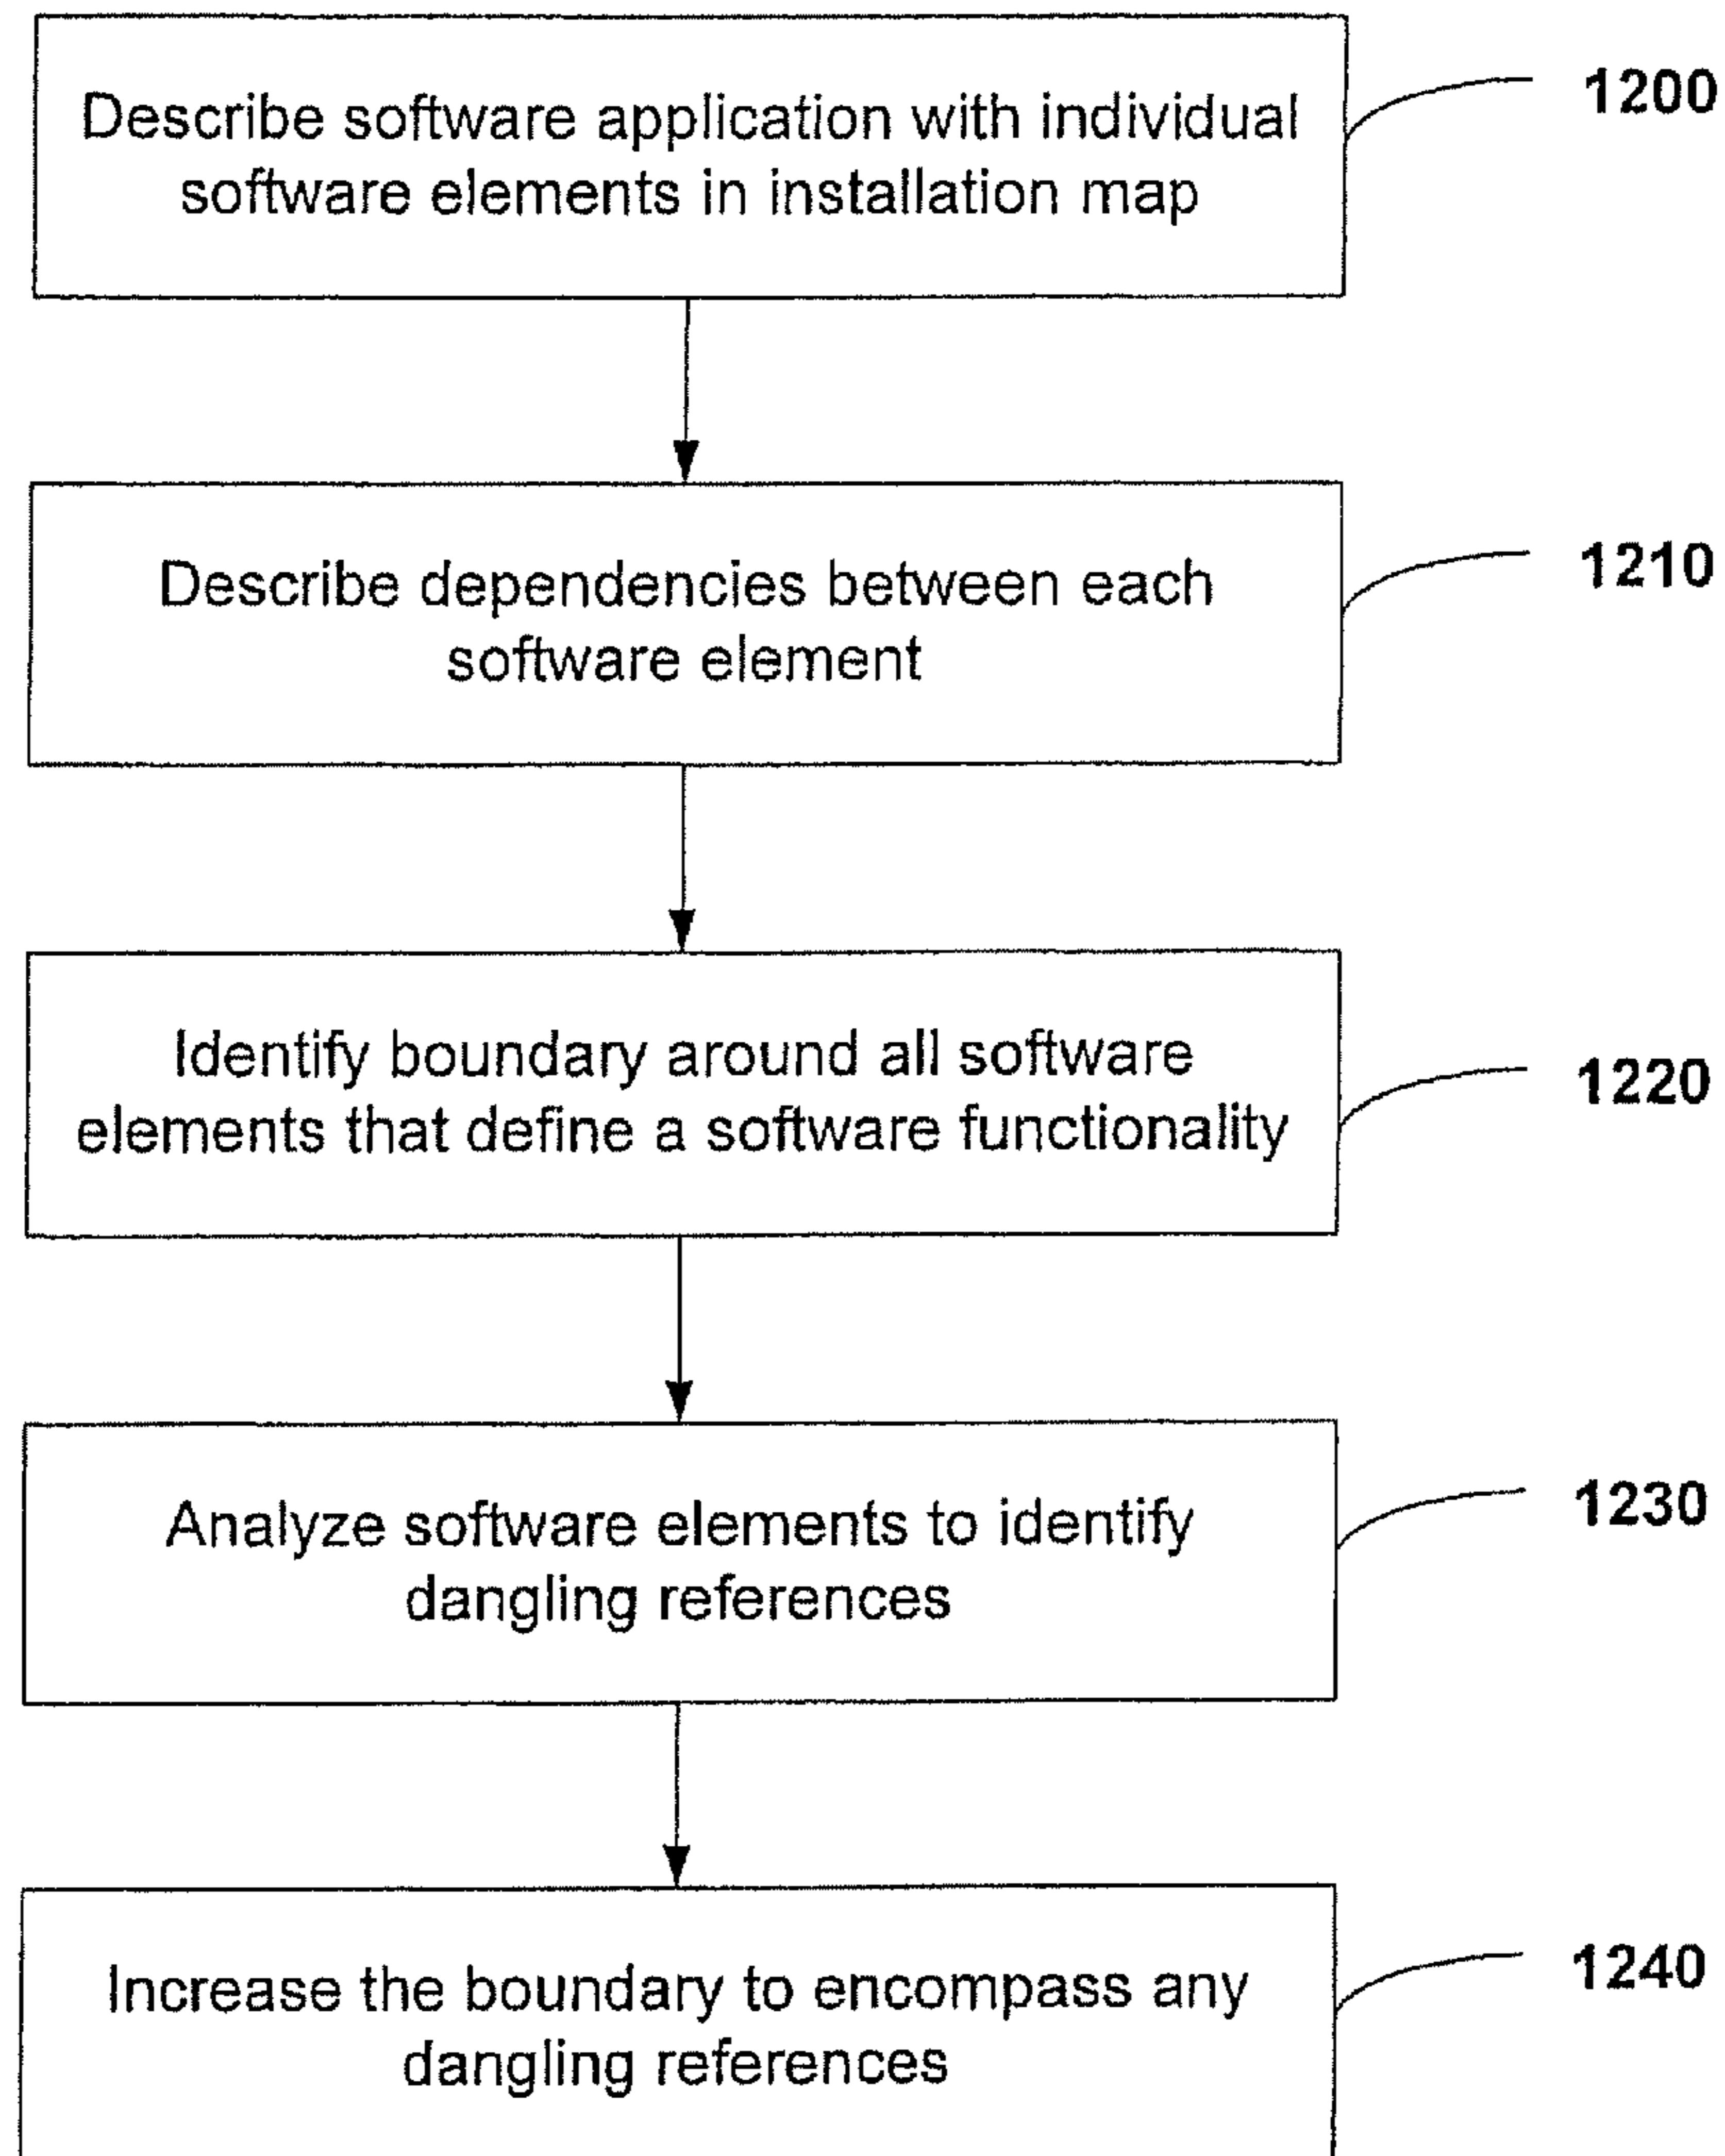 Describe software application with individual
software elements in installation map
1200
Describe dependencies between each
software element
1210
Identify boundary around all software
elements that define a software functionality
1220
Analyze software elements to identify
dangling references
1230
Increase the boundary to encompass any
dangling references
1240